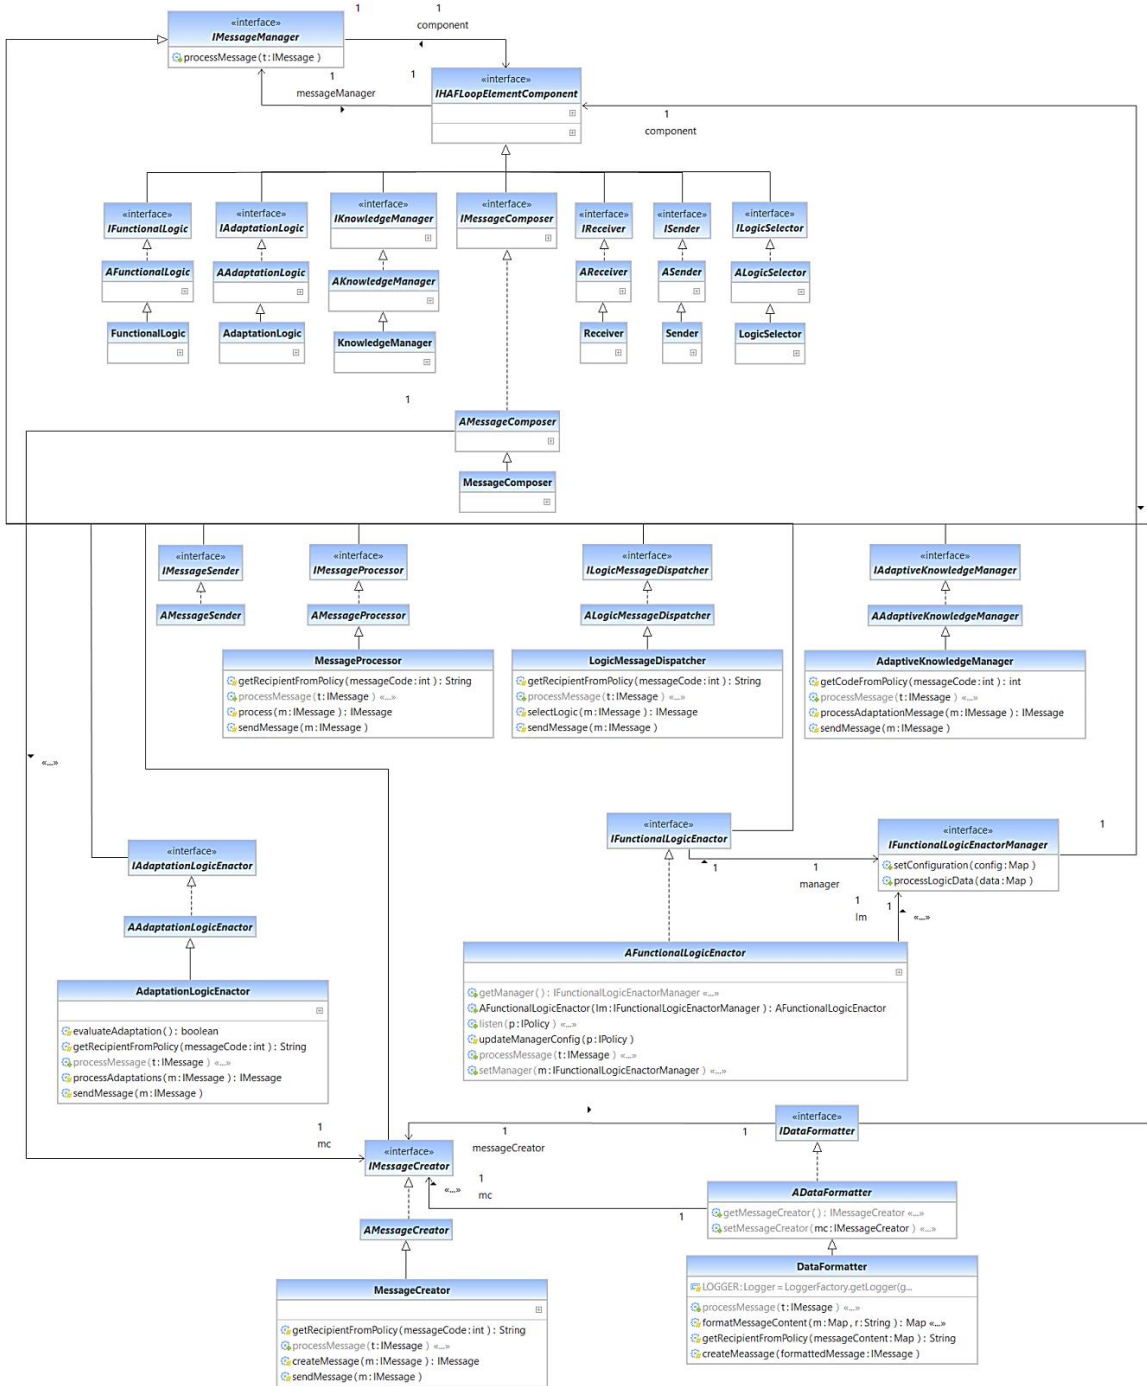 1
1
component
«interface»
IMessageManager
processMessage(t:IMessage)
1
messageManager
1
«interface»
IHAFLoopElementComponent
1
component
«interface»
IFunctionalLogic
«interface»
IAdaptationLogic
«interface»
IKnowledgeManager
«interface»
IMessageComposer
«interface»
IReceiver
«interface»
ISender
«interface»
ILogicSelector
AFunctionalLogic
AAdaptationLogic
AKnowledgeManager
AReceiver
ASender
ALogicSelector
FunctionalLogic
AdaptationLogic
KnowledgeManager
Receiver
Sender
LogicSelector
1
AMessageComposer
MessageComposer
«interface»
IMessageSender
«interface»
IMessageProcessor
«interface»
ILogicMessageDispatcher
«interface»
IAdaptiveKnowledgeManager
AMessageSender
AMessageProcessor
ALogicMessageDispatcher
AAdaptiveKnowledgeManager
MessageProcessor
getRecipientFromPolicy(messageCode:int):String
processMessage(t:IMessage) «...»
process(m:IMessage):IMessage
sendMessage(m:IMessage)
LogicMessageDispatcher
getRecipientFromPolicy(messageCode:int):String
processMessage(t:IMessage) «...»
selectLogic(m:IMessage):IMessage
sendMessage(m:IMessage)
AdaptiveKnowledgeManager
getCodeFromPolicy(messageCode:int):int
processMessage(t:IMessage) «...»
processAdaptationMessage(m:IMessage):IMessage
sendMessage(m:IMessage)
«...»
«interface»
IAdaptationLogicEnactor
«interface»
IFunctionalLogicEnactor
1
1
manager
«interface»
IFunctionalLogicEnactorManager
setConfiguration(config:Map)
processLogicData(data:Map)
1
1
lm
1
«...»
AAdaptationLogicEnactor
AdaptationLogicEnactor
evaluateAdaptation():boolean
getRecipientFromPolicy(messageCode:int):String
processMessage(t:IMessage) «...»
processAdaptations(m:IMessage):IMessage
sendMessage(m:IMessage)
AFunctionalLogicEnactor
getManager():IFunctionalLogicEnactorManager «...»
AFunctionalLogicEnactor(lm:IFunctionalLogicEnactorManager):AFunctionalLogicEnactor
listen(p:IPolicy) «...»
updateManagerConfig(p:IPolicy)
processMessage(t:IMessage)
setManager(m:IFunctionalLogicEnactorManager) «...»
1
mc
«interface»
IMessageCreator
1
messageCreator
1
«interface»
IDataFormatter
«...»
1
mc
1
AMessageCreator
ADataFormatter
getMessageCreator():IMessageCreator «...»
setMessageCreator(mc:IMessageCreator) «...»
MessageCreator
getRecipientFromPolicy(messageCode:int):String
processMessage(t:IMessage) «...»
createMessage(m:IMessage):IMessage
sendMessage(m:IMessage)
DataFormatter
LOGGER:Logger=LoggerFactory.getLogger(g...
processMessage(t:IMessage) «...»
formatMessageContent(m:Map, r:String):Map «...»
getRecipientFromPolicy(messageContent:Map):String
createMeassage(formattedMessage:IMessage)